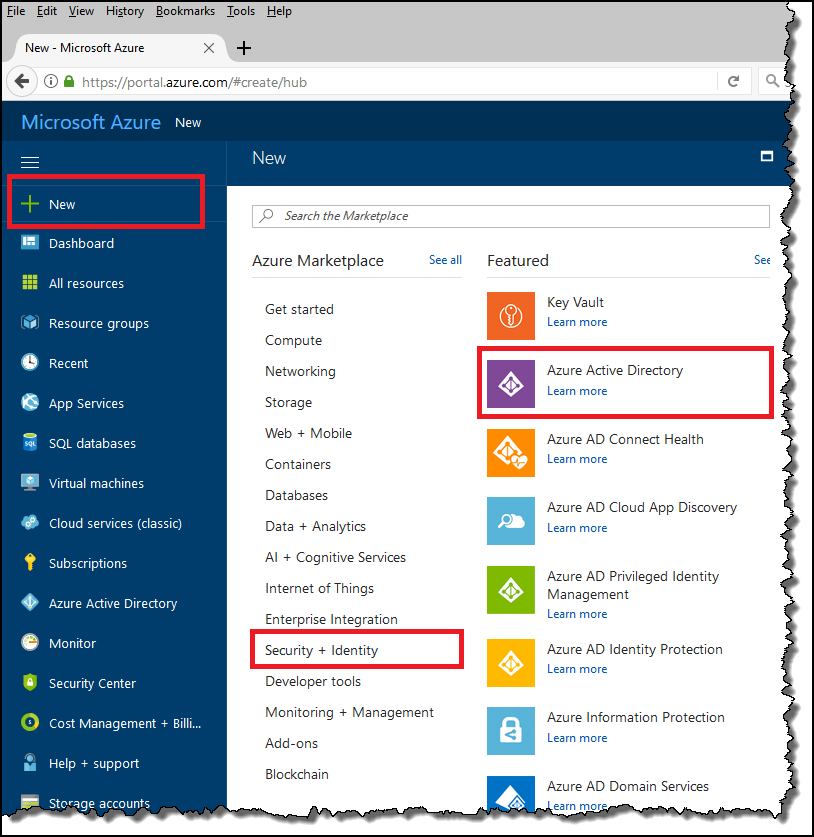 File Edit View History Bookmarks Tools Help
New - Microsoft Azure
https://portal.azure.com/#create/hub
Microsoft Azure New
New
New
Dashboard
All resources
Resource groups
Recent
App Services
SQL databases
Virtual machines
Cloud services (classic)
Subscriptions
Azure Active Directory
Monitor
Security Center
Cost Management + Billi...
Help + support
Storage accounts
Search the Marketplace
Azure Marketplace See all
Get started
Compute
Networking
Storage
Web + Mobile
Containers
Databases
Data + Analytics
AI + Cognitive Services
Internet of Things
Enterprise Integration
Security + Identity
Developer tools
Monitoring + Management
Add-ons
Blockchain
Featured See
Key Vault
Learn more
Azure Active Directory
Learn more
Azure AD Connect Health
Learn more
Azure AD Cloud App Discovery
Learn more
Azure AD Privileged Identity
Management
Learn more
Azure AD Identity Protection
Learn more
Azure Information Protection
Learn more
Azure AD Domain Services
Learn more